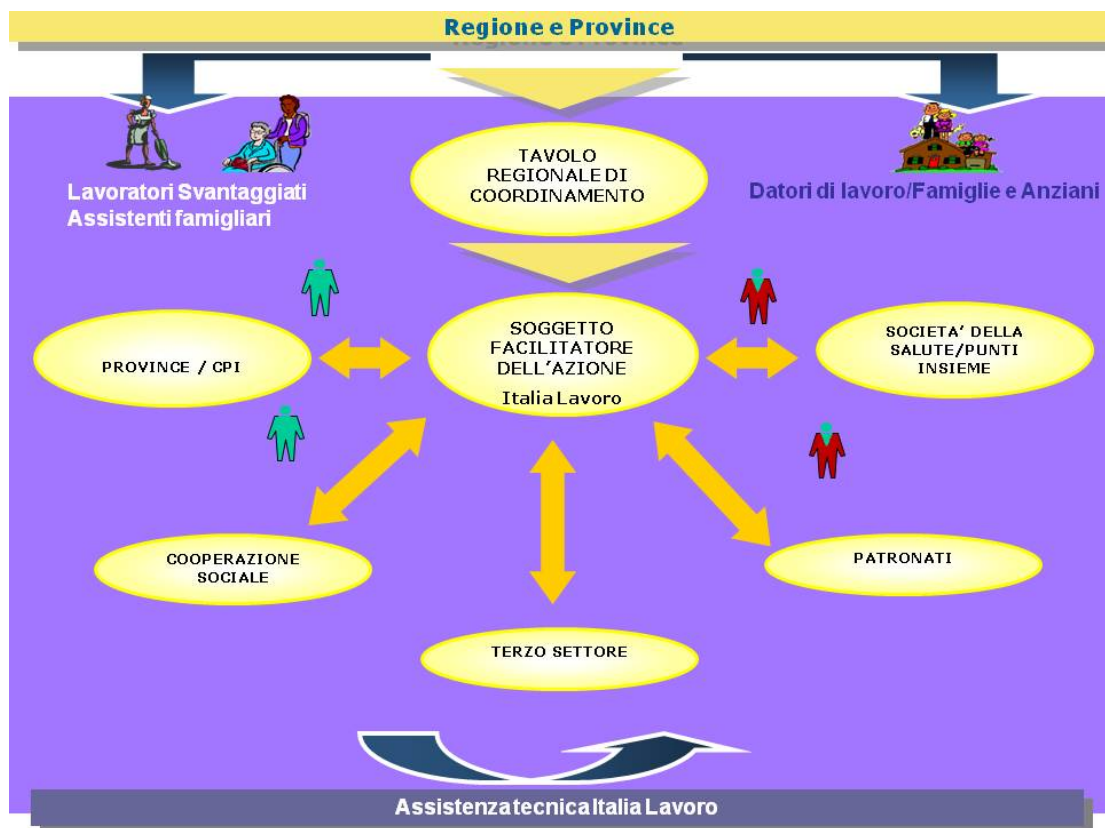 Regione e Province
TAVOLO
REGIONALE DI
COORDINAMENTO
Lavoratori Svantaggiati
Assistenti famigliari
Datori di lavoro/Famiglie e Anziani
SOGGETTO
FACILITATORE
DELL'AZIONE
Italia Lavoro
PROVINCE / CPI
SOCIETA' DELLA
SALUTE/PUNTI
INSIEME
COOPERAZIONE
SOCIALE
PATRONATI
TERZO SETTORE
Assistenza tecnica Italia Lavoro